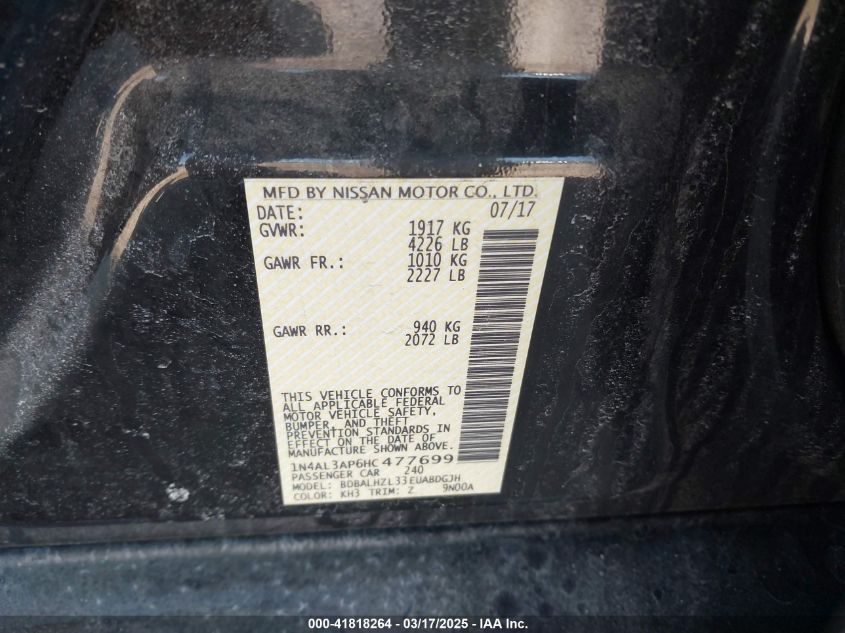 MFD BY NISSAN MOTOR CO., LTD.
DATE: 07/17
GVWR: 1917 KG
4226 LB
GAWR FR.: 1010 KG
2227 LB
GAWR RR.: 940 KG
2072 LB
THIS VEHICLE CONFORMS TO
ALL APPLICABLE FEDERAL
MOTOR VEHICLE SAFETY,
BUMPER, AND THEFT
PREVENTION STANDARDS IN
EFFECT ON THE DATE OF
MANUFACTURE SHOWN ABOVE.
1N4AL3AP6HC477699
PASSENGER CAR 240
MODEL: BDBALHZL33EUABDGJH
COLOR: KH3 TRIM: Z 9N00A
000-41818264 - 03/17/2025 - IAA Inc.